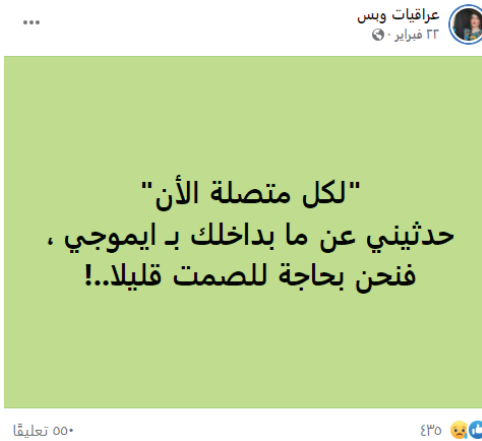 عراقيات وبس
٢٢ فبراير
"لكل متصلة الأن"
حدثيني عن ما بداخلك بـ ايموجي ،
فنحن بحاجة للصمت قليلا..!
٤٣٥
٥٥٠ تعليقًا